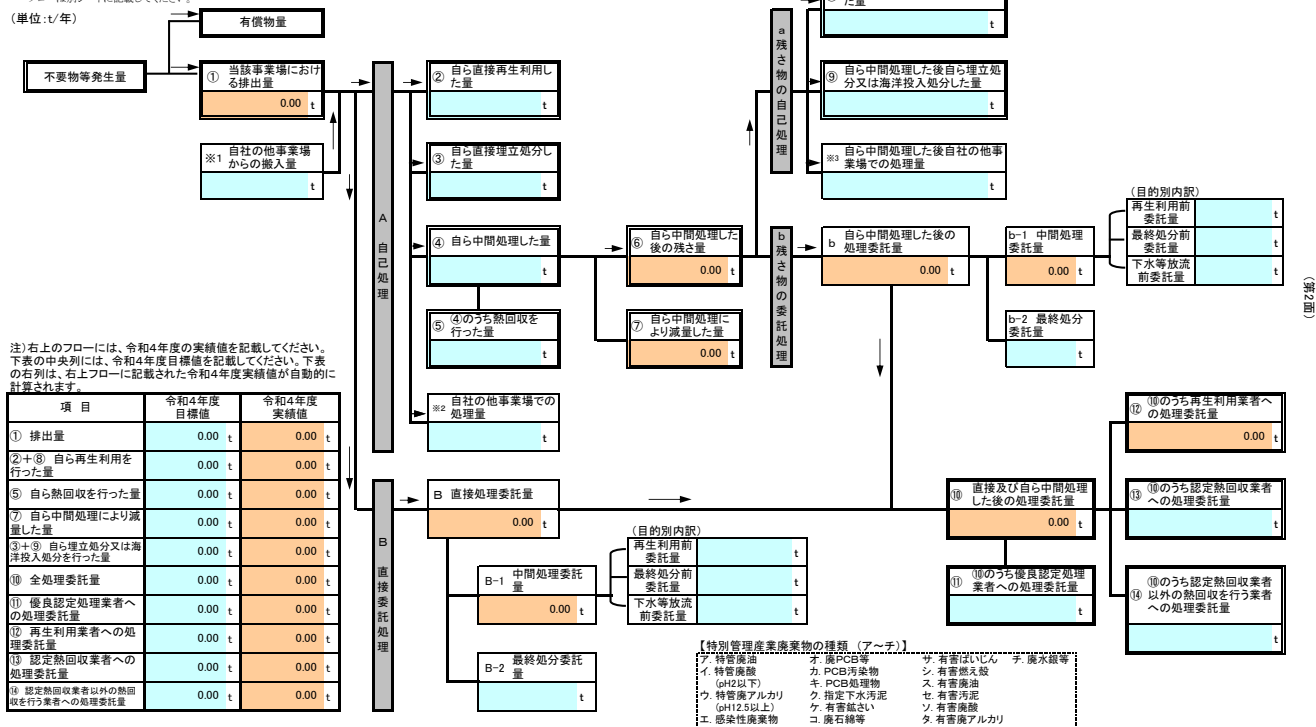 (単位:t/年)
有償物量
不要物等発生量
① 当該事業場におけ
る排出量
0.00 t
※1 自社の他事業場
からの搬入量
t
A 自己処理
② 自ら直接再生利用し
た量
t
③ 自ら直接埋立処分し
た量
t
④ 自ら中間処理した量
t
⑤ ④のうち熱回収を
行った量
t
※2 自社の他事業場での
処理量
t
⑥ 自ら中間処理した
後の残さ量
0.00 t
⑦ 自ら中間処理に
より減量した量
0.00 t
a 残さ物の自己処理
た量
t
⑨ 自ら中間処理した後自ら埋立処
分又は海洋投入処分した量
t
※3 自ら中間処理した後自社の他事
業場での処理量
t
b 残さ物の委託処理
b 自ら中間処理した後の
処理委託量
0.00 t
b-1 中間処理
委託量
0.00 t
b-2 最終処分
委託量
t
(目的別内訳)
再生利用前
委託量 t
最終処分前
委託量 t
下水等放流
前委託量 t
(第2面)
注)右上のフローには、令和4年度の実績値を記載してください。
下表の中央列には、令和4年度目標値を記載してください。下表
の右列は、右上フローに記載された令和4年度実績値が自動的に
計算されます。
項 目 令和4年度
目標値 令和4年度
実績値
① 排出量 0.00 t 0.00 t
②+⑧ 自ら再生利用を
行った量 0.00 t 0.00 t
⑤ 自ら熱回収を行った量 0.00 t 0.00 t
⑦ 自ら中間処理により減
量した量 0.00 t 0.00 t
③+⑨ 自ら埋立処分又は海
洋投入処分を行った量 0.00 t 0.00 t
⑩ 全処理委託量 0.00 t 0.00 t
⑪ 優良認定処理業者へ
の処理委託量 0.00 t 0.00 t
⑫ 再生利用業者への処
理委託量 0.00 t 0.00 t
⑬ 認定熱回収業者への
処理委託量 0.00 t 0.00 t
⑭ 認定熱回収業者以外の熱回
収を行う業者への処理委託量 0.00 t 0.00 t
B 直接委託処理
B 直接処理委託量
0.00 t
B-1 中間処理委託
量
0.00 t
B-2 最終処分委託
量
t
(目的別内訳)
再生利用前
委託量 t
最終処分前
委託量 t
下水等放流
前委託量 t
⑩ 直接及び自ら中間処理
した後の処理委託量
0.00 t
⑪ ⑩のうち優良認定処理
業者への処理委託量
t
⑫ ⑩のうち再生利用業者へ
の処理委託量
0.00 t
⑬ ⑩のうち認定熱回収業者
への処理委託量
t
⑭ ⑩のうち認定熱回収業者
以外の熱回収を行う業者
への処理委託量
t
【特別管理産業廃棄物の種類 (ア~チ)】
ア. 特管廃油 オ. 廃PCB等 サ. 有害ばいじん チ. 廃水銀等
イ. 特管廃酸 カ. PCB汚染物 シ. 有害燃え殻
(pH2以下) キ. PCB処理物 ス. 有害廃油
ウ. 特管廃アルカリ ク. 指定下水汚泥 セ. 有害汚泥
(pH12.5以上) ケ. 有害鉱さい ソ. 有害廃酸
エ. 感染性廃棄物 コ. 廃石綿等 タ. 有害廃アルカリ